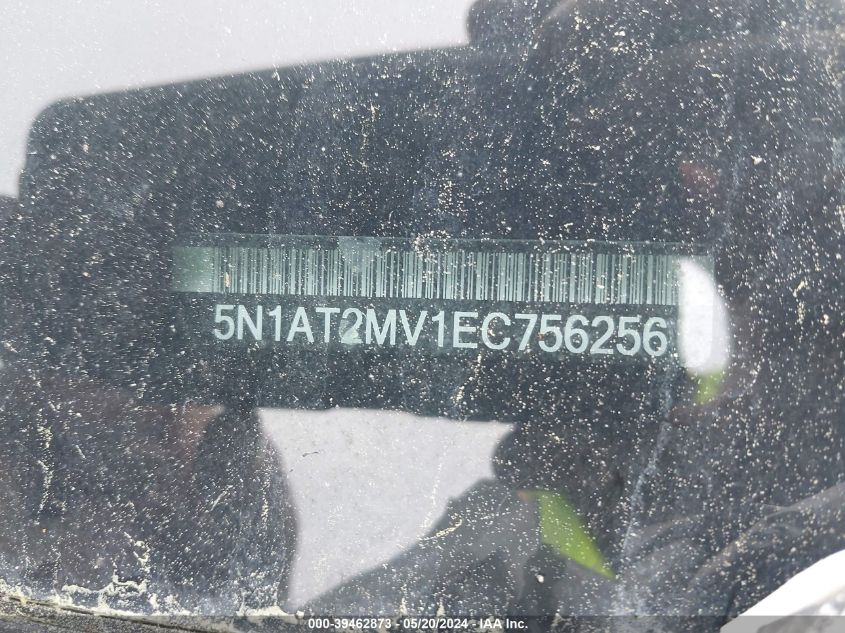 5N1AT2MV1EC756256
000-39462873 / 05/20/2024 - IAA Inc.